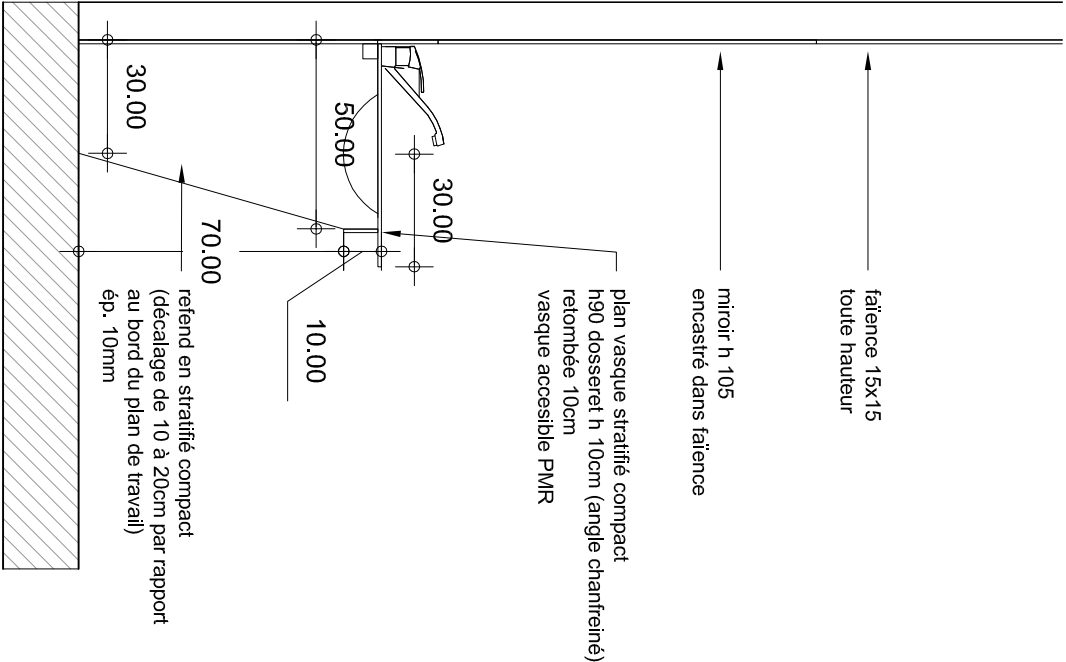 faïence 15x15
toute hauteur
miroir h 105
encastré dans faïence
plan vasque stratifié compact
h90 dosseret h 10cm (angle chanfreiné)
retombée 10cm
vasque accesible PMR
30.00
50.00
10.00
70.00
30.00
refend en stratifié compact
(décalage de 10 à 20cm par rapport
au bord du plan de travail)
ép. 10mm